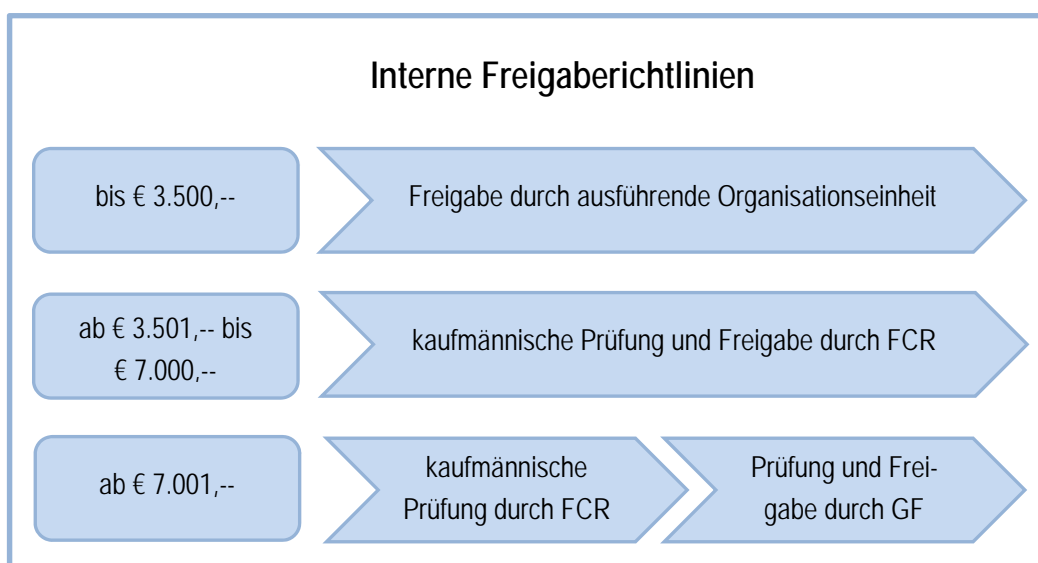 Interne Freigaberichtlinien
bis € 3.500,--
Freigabe durch ausführende Organisationseinheit
ab € 3.501,-- bis
€ 7.000,--
kaufmännische Prüfung und Freigabe durch FCR
ab € 7.001,--
kaufmännische
Prüfung durch FCR
Prüfung und Frei-
gabe durch GF